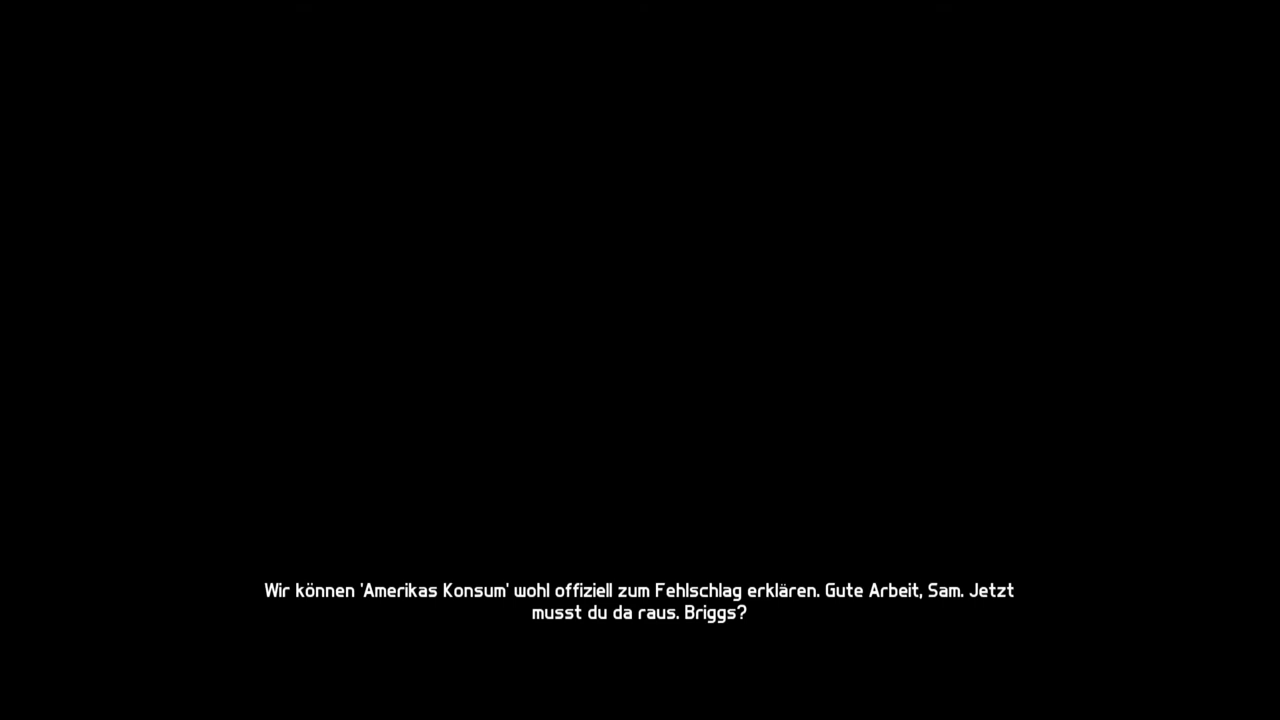 Wir können 'Amerikas Konsum' wohl offiziell zum Fehlschlag erklären. Gute Arbeit, Sam. Jetzt
musst du da raus. Briggs?